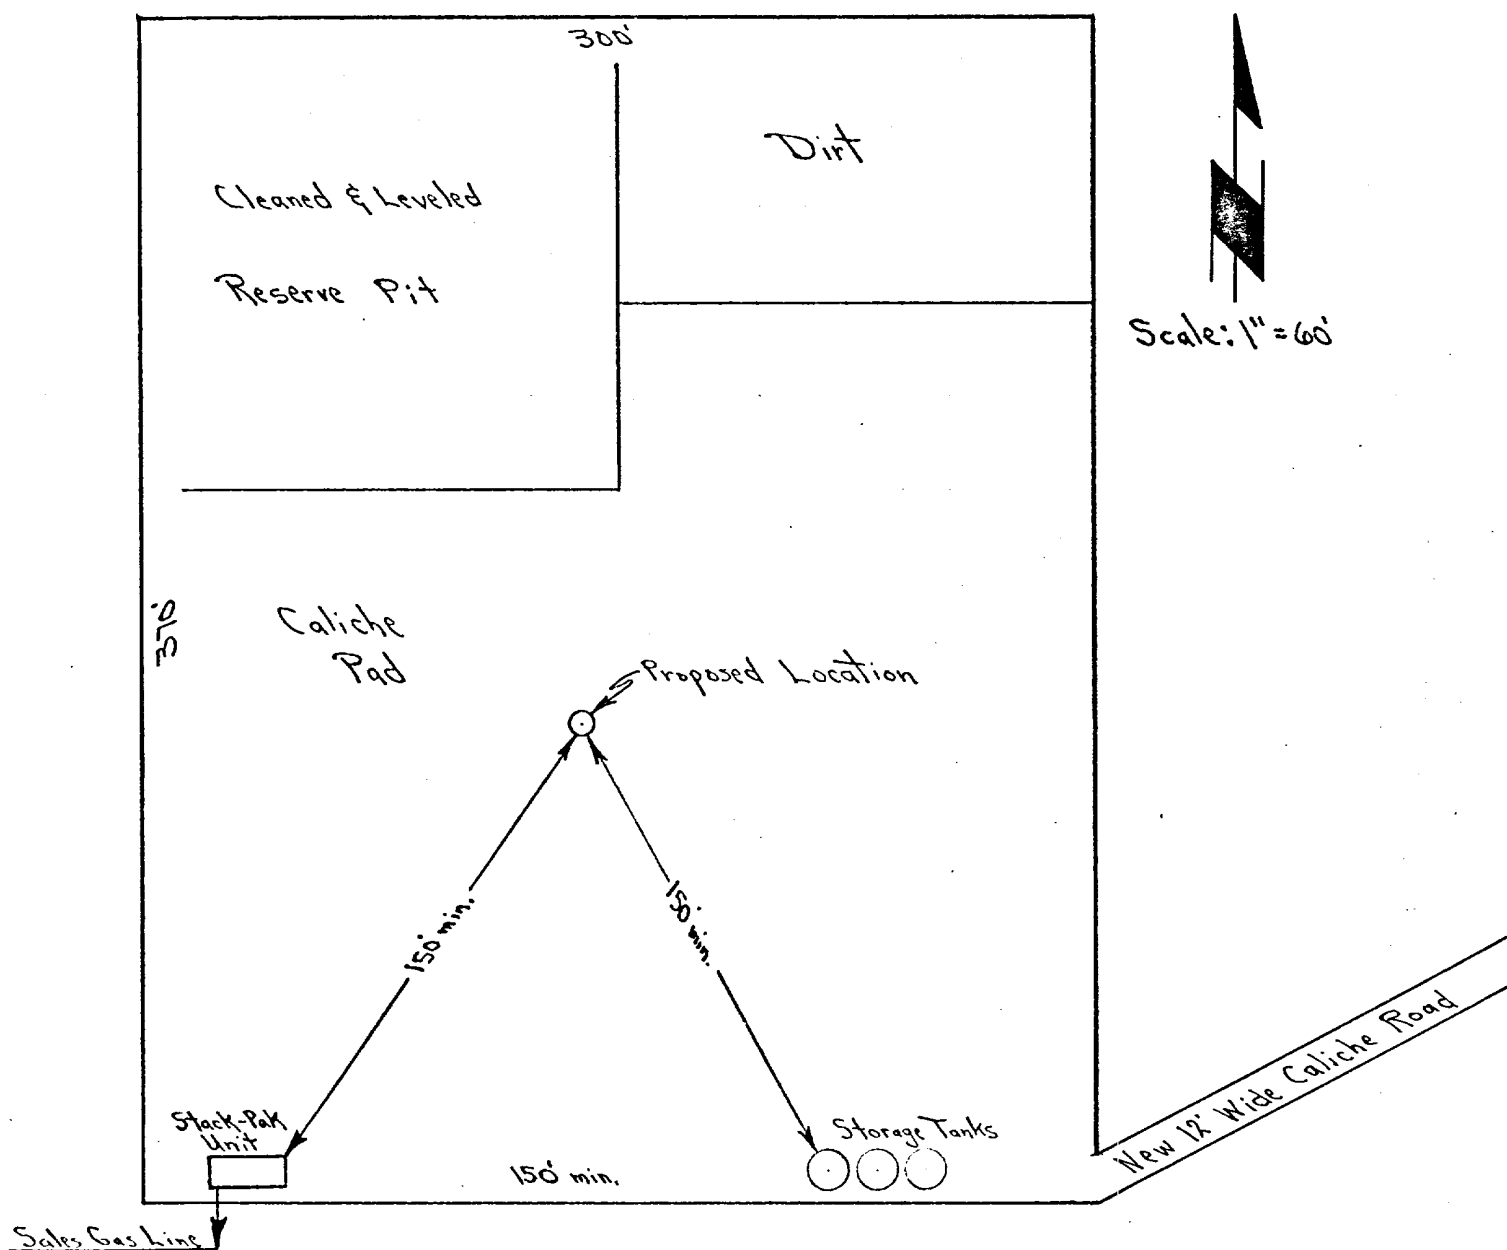 300'
Dirt
Cleaned & Leveled
Reserve Pit
Scale: 1" = 60'
370'
Caliche
Pad
Proposed Location
150' min.
150' min.
Stack-Pak
Unit
150' min.
Storage Tanks
New 12' Wide Caliche Road
Sales Gas Line